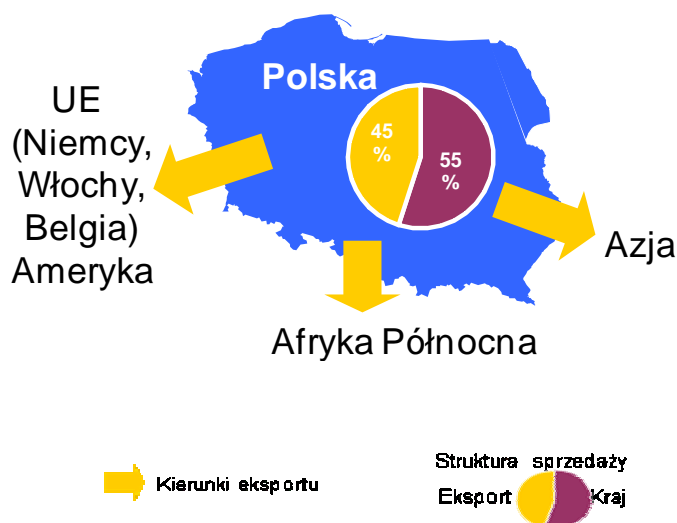 Polska
UE
(Niemcy,
Włochy,
Belgia)
Ameryka
45
%
55
%
Azja
Afryka Północna
Kierunki eksportu
Struktura sprzedaży
Eksport
Kraj